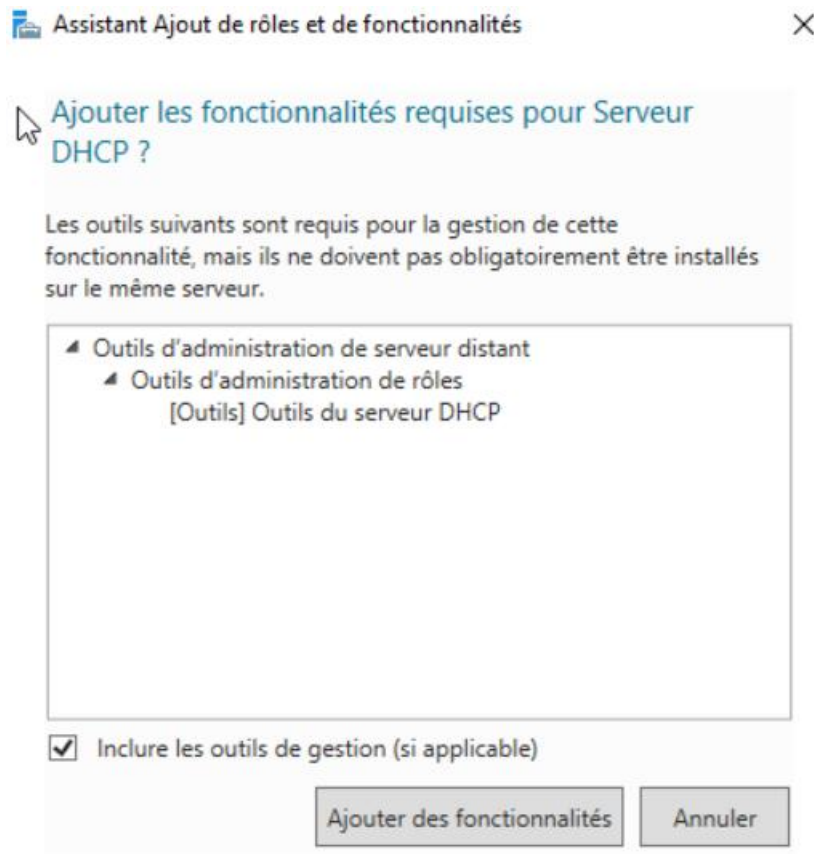 Assistant Ajout de rôles et de fonctionnalités
Ajouter les fonctionnalités requises pour Serveur
DHCP ?
Les outils suivants sont requis pour la gestion de cette
fonctionnalité, mais ils ne doivent pas obligatoirement être installés
sur le même serveur.
Outils d'administration de serveur distant
Outils d'administration de rôles
[Outils] Outils du serveur DHCP
Inclure les outils de gestion (si applicable)
Ajouter des fonctionnalités Annuler